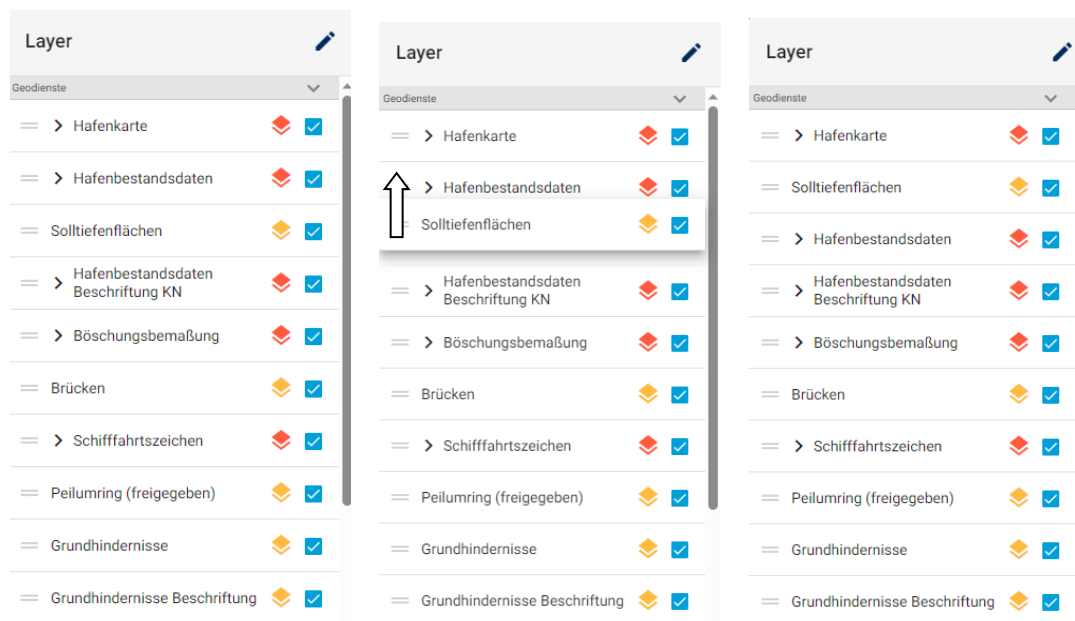 Layer
Geodienste
Hafenkarte
Hafenbestandsdaten
Solltiefenflächen
Hafenbestandsdaten
Beschriftung KN
Böschungsbemaßung
Brücken
Schifffahrtszeichen
Peilumring (freigegeben)
Grundhindernisse
Grundhindernisse Beschriftung
Layer
Geodienste
Hafenkarte
Hafenbestandsdaten
Solltiefenflächen
Hafenbestandsdaten
Beschriftung KN
Böschungsbemaßung
Brücken
Schifffahrtszeichen
Peilumring (freigegeben)
Grundhindernisse
Grundhindernisse Beschriftung
Layer
Geodienste
Hafenkarte
Solltiefenflächen
Hafenbestandsdaten
Hafenbestandsdaten
Beschriftung KN
Böschungsbemaßung
Brücken
Schifffahrtszeichen
Peilumring (freigegeben)
Grundhindernisse
Grundhindernisse Beschriftung